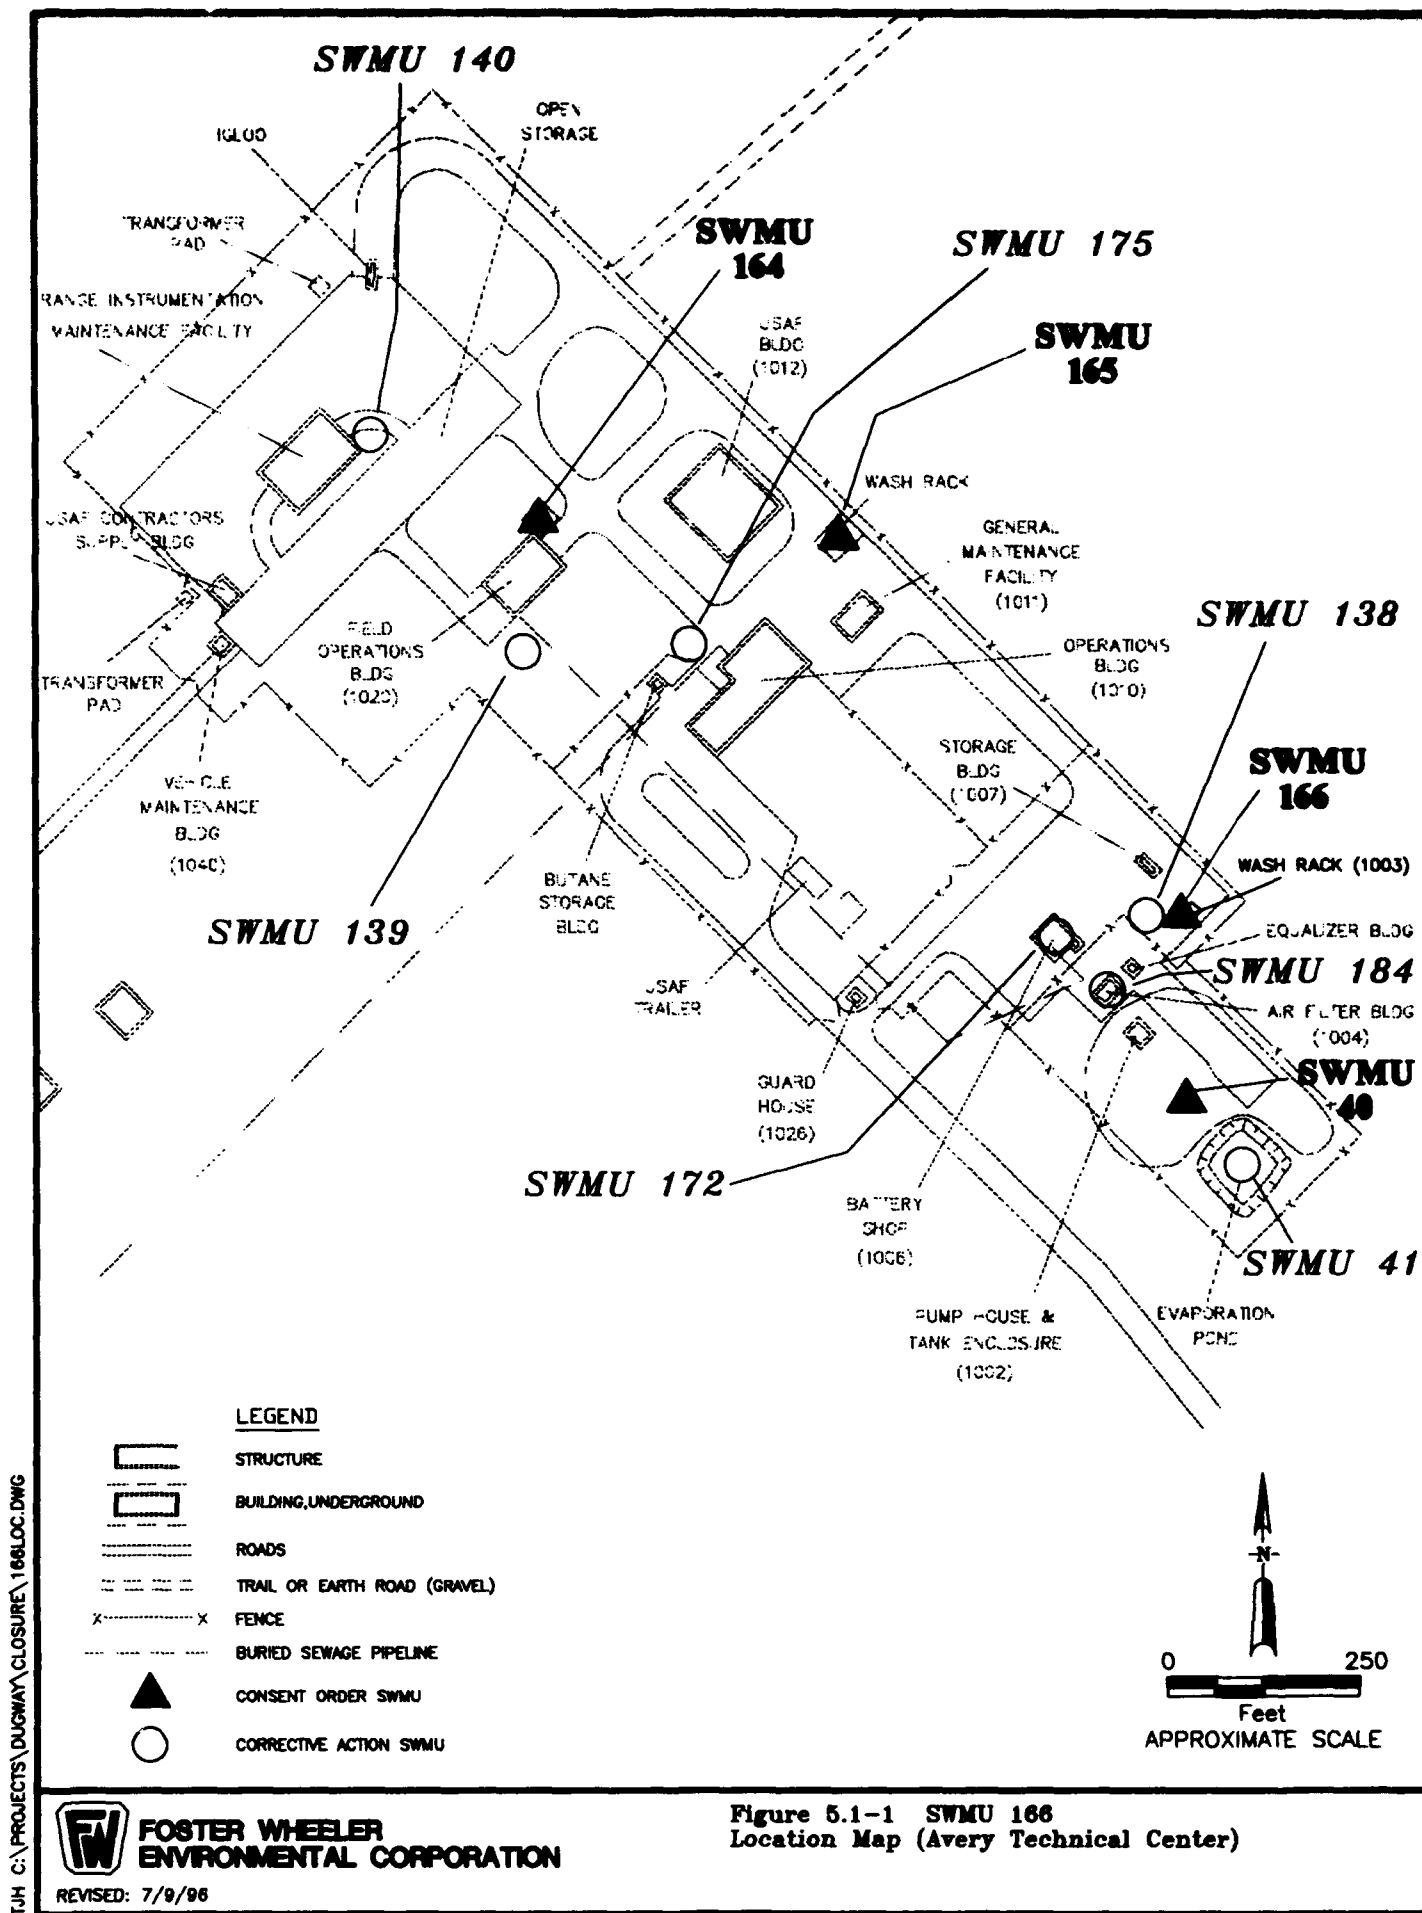 SWMU 140
IGLOO
OPEN
STORAGE
TRANSFORMER
PAD
RANGE INSTRUMENTATION
MAINTENANCE FACILITY
SWMU
164
SWMU 175
USAF
BLDG
(1012)
SWMU
165
WASH RACK
USAF CONTRACTORS
SUPPLY BLDG
GENERAL
MAINTENANCE
FACILITY
(1011)
SWMU 138
FIELD
OPERATIONS
BLDG
(1020)
OPERATIONS
BLDG
(1010)
TRANSFORMER
PAD
STORAGE
BLDG
(1007)
SWMU
166
VEHICLE
MAINTENANCE
BLDG
(1040)
WASH RACK (1003)
BUTANE
STORAGE
BLDG
SWMU 139
EQUALIZER BLDG
SWMU 184
USAF
TRAILER
AIR FILTER BLDG
(1004)
GUARD
HOUSE
(1026)
SWMU
40
SWMU 172
BATTERY
SHOP
(1006)
SWMU 41
PUMP HOUSE &
TANK ENCLOSURE
(1002)
EVAPORATION
POND
LEGEND
STRUCTURE
BUILDING,UNDERGROUND
ROADS
TRAIL OR EARTH ROAD (GRAVEL)
X X FENCE
BURIED SEWAGE PIPELINE
CONSENT ORDER SWMU
CORRECTIVE ACTION SWMU
N
0 250
Feet
APPROXIMATE SCALE
TJH C:\PROJECTS\DUGWAY\CLOSURE\166LOC.DWG
FW
FOSTER WHEELER
ENVIRONMENTAL CORPORATION
REVISED: 7/9/96
Figure 5.1-1 SWMU 166
Location Map (Avery Technical Center)